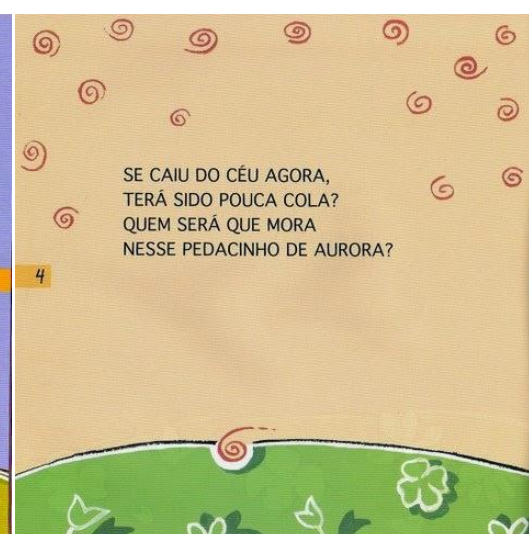 SE CAIU DO CÉU AGORA,
TERÁ SIDO POUCA COLA?
QUEM SERÁ QUE MORA
NESSE PEDACINHO DE AURORA?
4